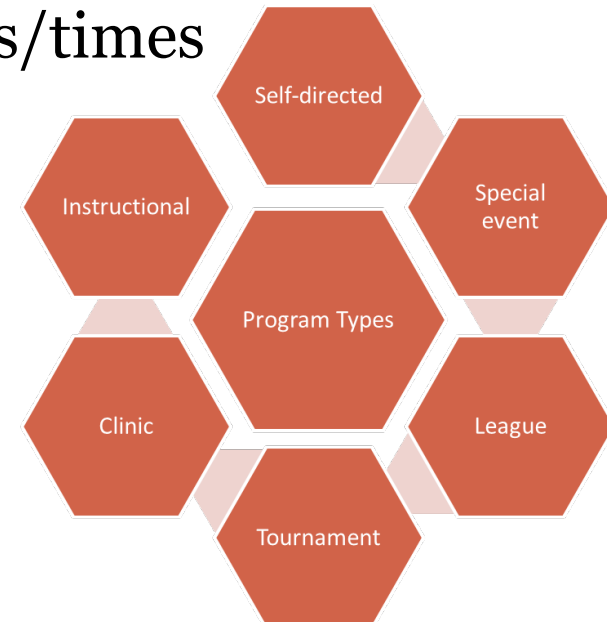 s/times
Self-directed
Instructional
Special
event
Program Types
Clinic
League
Tournament